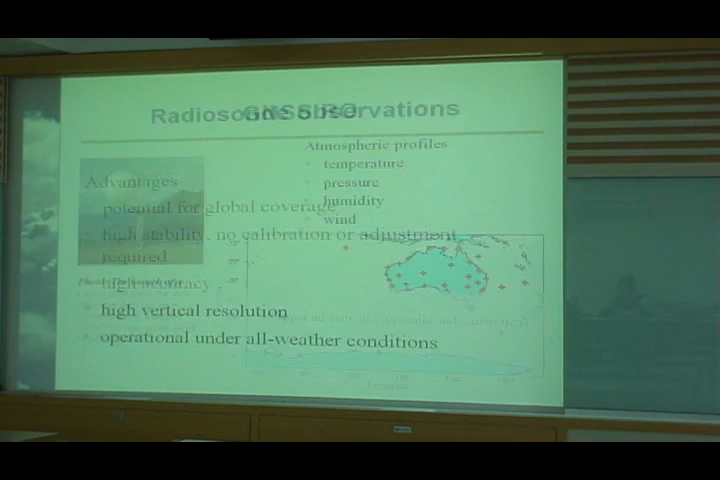 Radiosonde observations
GNSS RO
Atmospheric profiles
temperature
pressure
humidity
wind
Advantages
potential for global coverage
high stability, no calibration or adjustment
required
high accuracy
high vertical resolution
operational under all-weather conditions